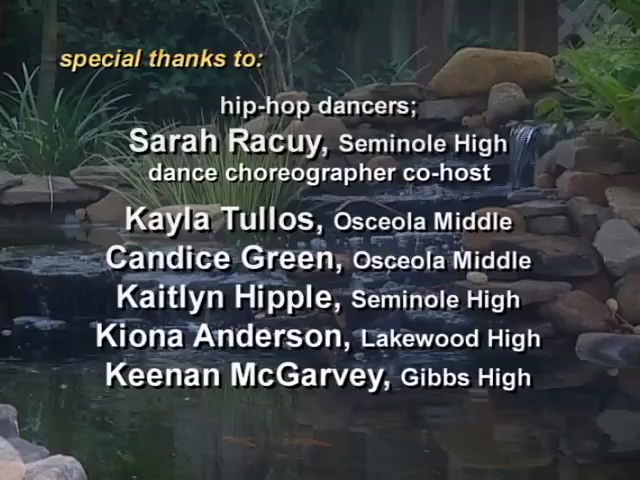 special thanks to:
hip-hop dancers;
Sarah Racuy, Seminole High
dance choreographer co-host
Kayla Tullos, Osceola Middle
Candice Green, Osceola Middle
Kaitlyn Hipple, Seminole High
Kiona Anderson, Lakewood High
Keenan McGarvey, Gibbs High